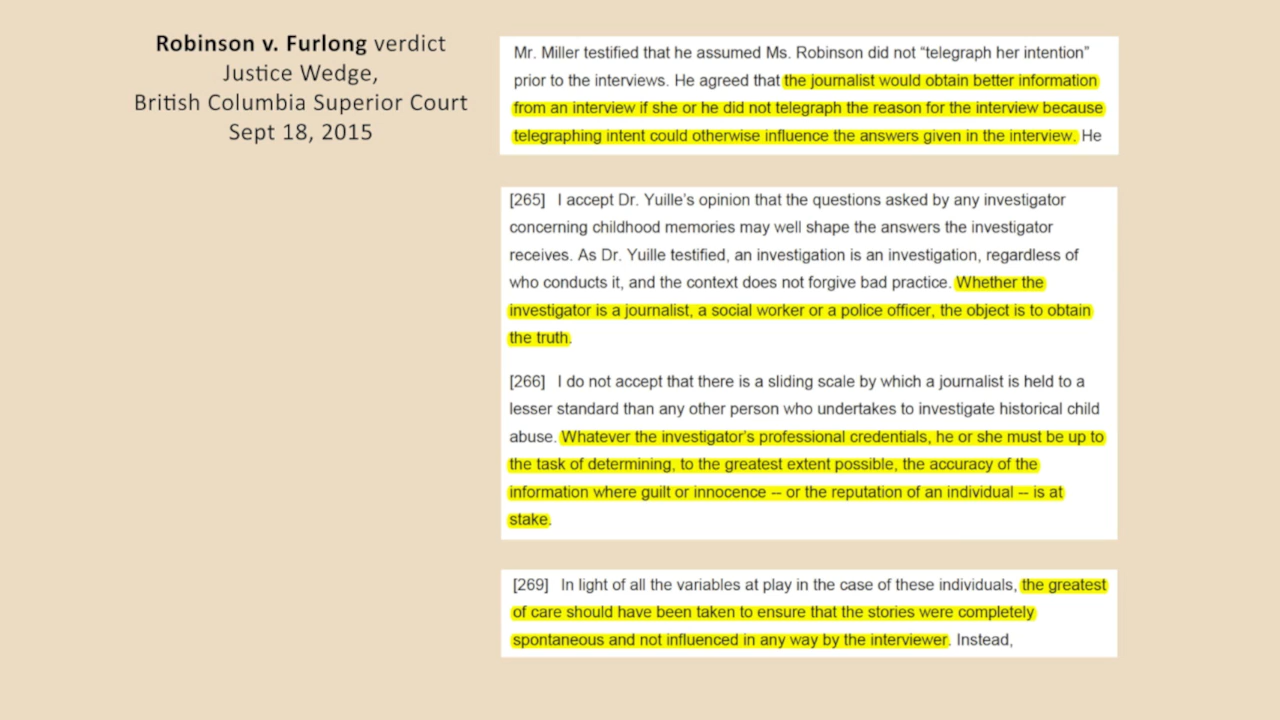 Robinson v. Furlong verdict
Justice Wedge,
British Columbia Superior Court
Sept 18, 2015
Mr. Miller testified that he assumed Ms. Robinson did not “telegraph her intention”
prior to the interviews. He agreed that the journalist would obtain better information
from an interview if she or he did not telegraph the reason for the interview because
telegraphing intent could otherwise influence the answers given in the interview. He
[265] I accept Dr. Yuille’s opinion that the questions asked by any investigator
concerning childhood memories may well shape the answers the investigator
receives. As Dr. Yuille testified, an investigation is an investigation, regardless of
who conducts it, and the context does not forgive bad practice. Whether the
investigator is a journalist, a social worker or a police officer, the object is to obtain
the truth.
[266] I do not accept that there is a sliding scale by which a journalist is held to a
lesser standard than any other person who undertakes to investigate historical child
abuse. Whatever the investigator’s professional credentials, he or she must be up to
the task of determining, to the greatest extent possible, the accuracy of the
information where guilt or innocence -- or the reputation of an individual -- is at
stake.
[269] In light of all the variables at play in the case of these individuals, the greatest
of care should have been taken to ensure that the stories were completely
spontaneous and not influenced in any way by the interviewer. Instead,